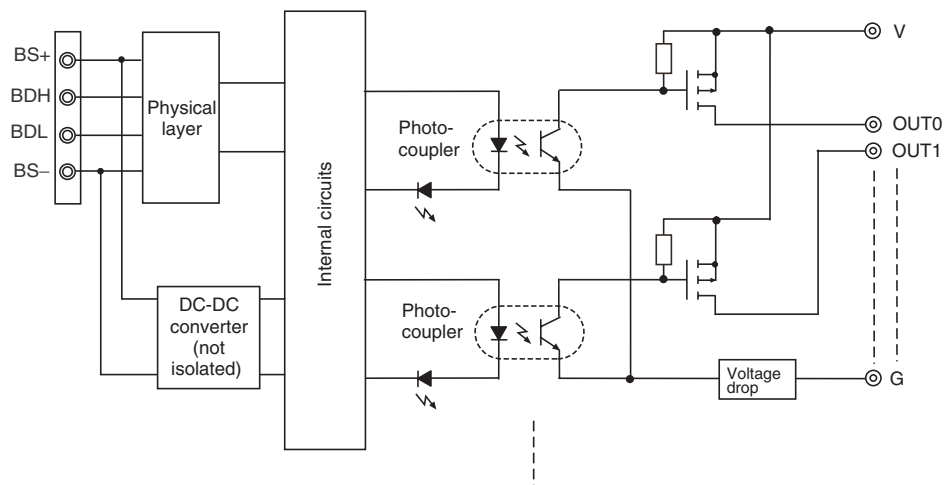 BS+
BDH
BDL
BS–
Physical
layer
DC-DC
converter
(not
isolated)
Internal circuits
Photo-
coupler
Photo-
coupler
V
OUT0
OUT1
Voltage
drop
G